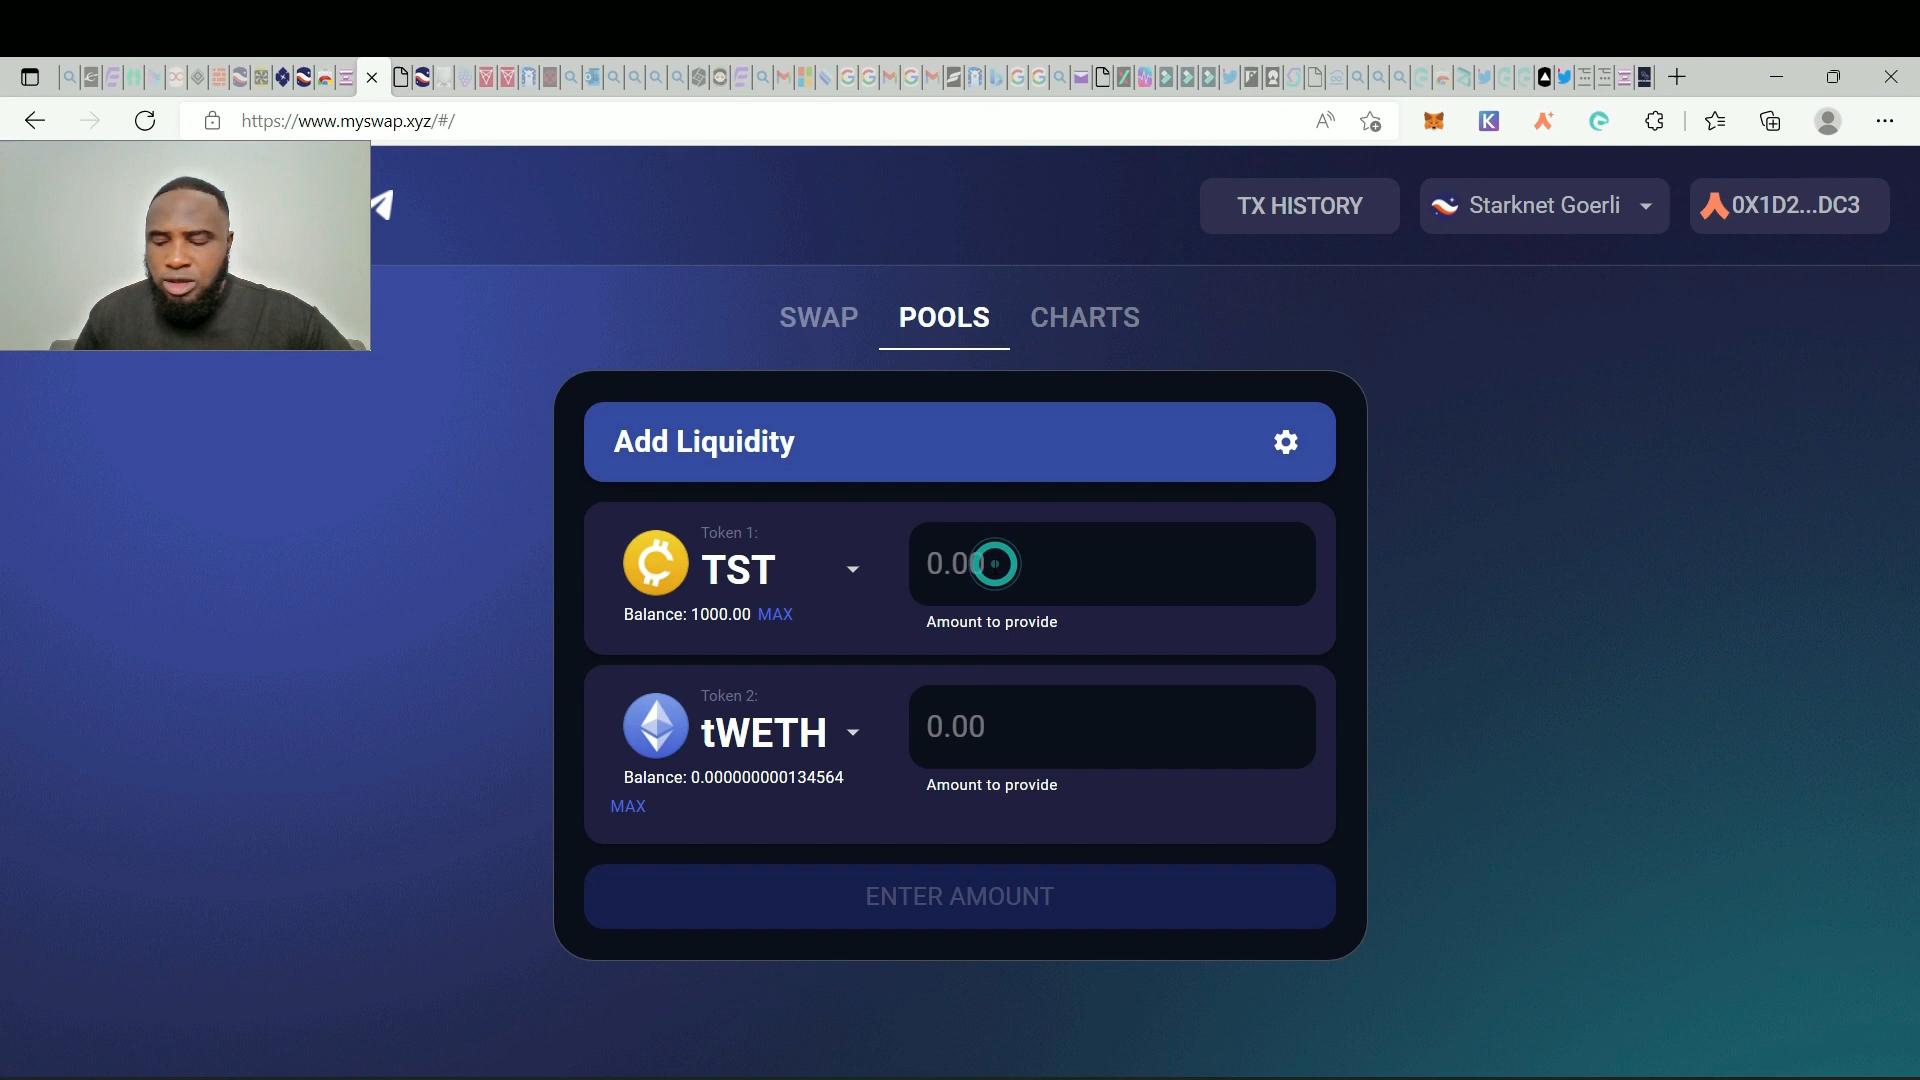 https://www.myswap.xyz/#/
TX HISTORY
Starknet Goerli
0X1D2...DC3
SWAP
POOLS
CHARTS
Add Liquidity
Token 1:
TST
Balance: 1000.00 MAX
0.00
Amount to provide
Token 2:
tWETH
Balance: 0.000000000134564
MAX
0.00
Amount to provide
ENTER AMOUNT